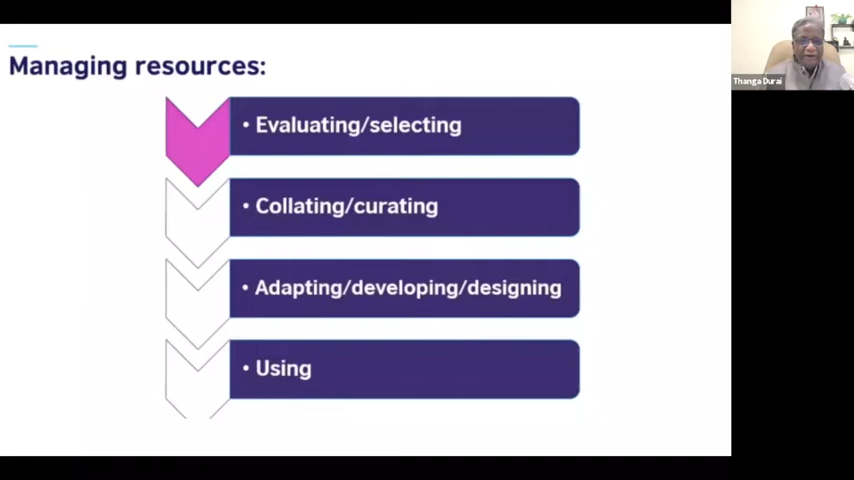 Managing resources:
• Evaluating/selecting
• Collating/curating
• Adapting/developing/designing
• Using
Thanga Durai